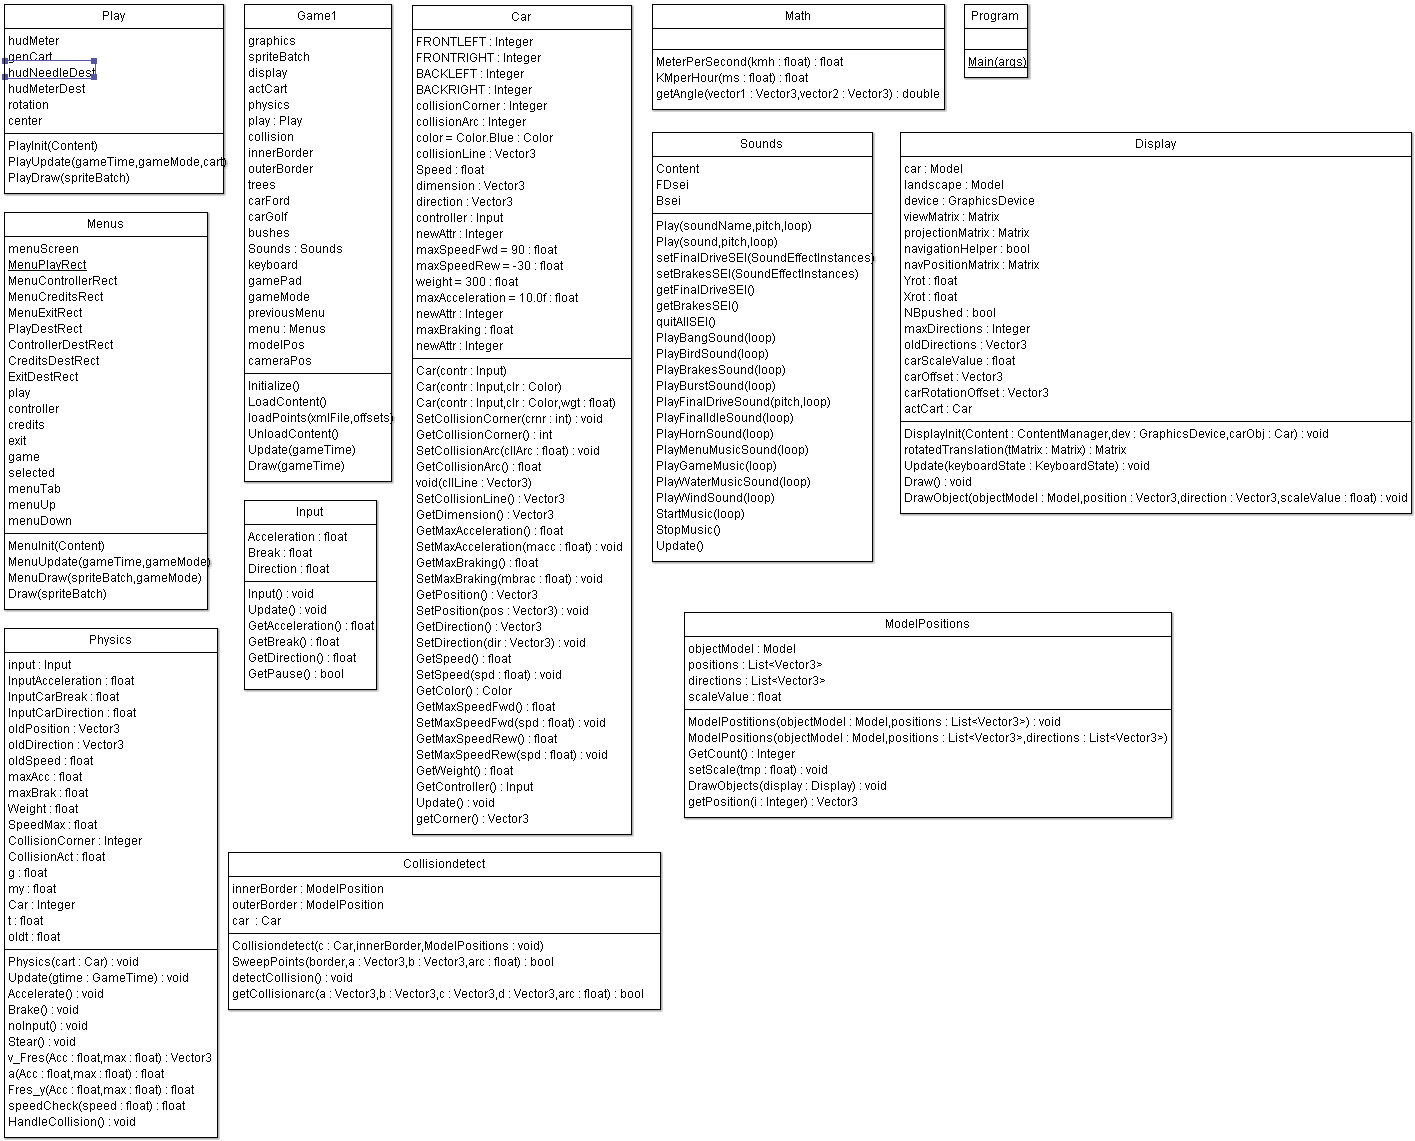 Play
hudMeter
genCart
hudNeedleDest
hudMeterDest
rotation
center
PlayInit(Content)
PlayUpdate(gameTime,gameMode,cart)
PlayDraw(spriteBatch)
Menus
menuScreen
MenuPlayRect
MenuControllerRect
MenuCreditsRect
MenuExitRect
PlayDestRect
ControllerDestRect
CreditsDestRect
ExitDestRect
play
controller
credits
exit
game
selected
menuTab
menuUp
menuDown
MenuInit(Content)
MenuUpdate(gameTime,gameMode)
MenuDraw(spriteBatch,gameMode)
Draw(spriteBatch)
Physics
input : Input
InputAcceleration : float
InputCarBreak : float
InputCarDirection : float
oldPosition : Vector3
oldDirection : Vector3
oldSpeed : float
maxAcc : float
maxBrak : float
Weight : float
SpeedMax : float
CollisionCorner : Integer
CollisionAct : float
g : float
my : float
Car : Integer
t : float
oldt : float
Physics(cart : Car) : void
Update(gtime : GameTime) : void
Accelerate() : void
Brake() : void
noInput() : void
Stear() : void
v_Fres(Acc : float,max : float) : Vector3
a(Acc : float,max : float) : float
Fres_y(Acc : float,max : float) : float
speedCheck(speed : float) : float
HandleCollision() : void
Game1
graphics
spriteBatch
display
actCart
physics
play : Play
collision
innerBorder
outerBorder
trees
carFord
carGolf
bushes
Sounds : Sounds
keyboard
gamePad
gameMode
previousMenu
menu : Menus
modelPos
cameraPos
Initialize()
LoadContent()
loadPoints(xmlFile,offsets)
UnloadContent()
Update(gameTime)
Draw(gameTime)
Input
Acceleration : float
Break : float
Direction : float
Input() : void
Update() : void
GetAcceleration() : float
GetBreak() : float
GetDirection() : float
GetPause() : bool
Car
FRONTLEFT : Integer
FRONTRIGHT : Integer
BACKLEFT : Integer
BACKRIGHT : Integer
collisionCorner : Integer
collisionArc : Integer
color = Color.Blue : Color
collisionLine : Vector3
Speed : float
dimension : Vector3
direction : Vector3
controller : Input
newAttr : Integer
maxSpeedFwd = 90 : float
maxSpeedRew = -30 : float
weight = 300 : float
maxAcceleration = 10.0f : float
newAttr : Integer
maxBraking : float
newAttr : Integer
Car(contr : Input)
Car(contr : Input,clr : Color)
Car(contr : Input,clr : Color,wgt : float)
SetCollisionCorner(crnr : int) : void
GetCollisionCorner() : int
SetCollisionArc(cllArc : float) : void
GetCollisionArc() : float
void(cllLine : Vector3)
SetCollisionLine() : Vector3
GetDimension() : Vector3
GetMaxAcceleration() : float
SetMaxAcceleration(macc : float) : void
GetMaxBraking() : float
SetMaxBraking(mbrac : float) : void
GetPosition() : Vector3
SetPosition(pos : Vector3) : void
GetDirection() : Vector3
SetDirection(dir : Vector3) : void
GetSpeed() : float
SetSpeed(spd : float) : void
GetColor() : Color
GetMaxSpeedFwd() : float
SetMaxSpeedFwd(spd : float) : void
GetMaxSpeedRew() : float
SetMaxSpeedRew(spd : float) : void
GetWeight() : float
GetController() : Input
Update() : void
getCorner() : Vector3
Collisiondetect
innerBorder : ModelPosition
outerBorder : ModelPosition
car : Car
Collisiondetect(c : Car,innerBorder,ModelPositions : void)
SweepPoints(border,a : Vector3,b : Vector3,arc : float) : bool
detectCollision() : void
getCollisionarc(a : Vector3,b : Vector3,c : Vector3,d : Vector3,arc : float) : bool
Math
MeterPerSecond(kmh : float) : float
KMperHour(ms : float) : float
getAngle(vector1 : Vector3,vector2 : Vector3) : double
Program
Main(args)
Sounds
Content
FDsei
Bsei
Play(soundName,pitch,loop)
Play(sound,pitch,loop)
setFinalDriveSEI(SoundEffectInstances)
setBrakesSEI(SoundEffectInstances)
getFinalDriveSEI()
getBrakesSEI()
quitAllSEI()
PlayBangSound(loop)
PlayBirdSound(loop)
PlayBrakesSound(loop)
PlayBurstSound(loop)
PlayFinalDriveSound(pitch,loop)
PlayFinalIdleSound(loop)
PlayHornSound(loop)
PlayMenuMusicSound(loop)
PlayGameMusic(loop)
PlayWaterMusicSound(loop)
PlayWindSound(loop)
StartMusic(loop)
StopMusic()
Update()
Display
car : Model
landscape : Model
device : GraphicsDevice
viewMatrix : Matrix
projectionMatrix : Matrix
navigationHelper : bool
navPositionMatrix : Matrix
Yrot : float
Xrot : float
NBpushed : bool
maxDirections : Integer
oldDirections : Vector3
carScaleValue : float
carOffset : Vector3
carRotationOffset : Vector3
actCart : Car
DisplayInit(Content : ContentManager,dev : GraphicsDevice,carObj : Car) : void
rotatedTranslation(tMatrix : Matrix) : Matrix
Update(keyboardState : KeyboardState) : void
Draw() : void
DrawObject(objectModel : Model,position : Vector3,direction : Vector3,scaleValue : float) : void
ModelPositions
objectModel : Model
positions : List<Vector3>
directions : List<Vector3>
scaleValue : float
ModelPostitions(objectModel : Model,positions : List<Vector3>) : void
ModelPositions(objectModel : Model,positions : List<Vector3>,directions : List<Vector3>)
GetCount() : Integer
setScale(tmp : float) : void
DrawObjects(display : Display) : void
getPosition(i : Integer) : Vector3